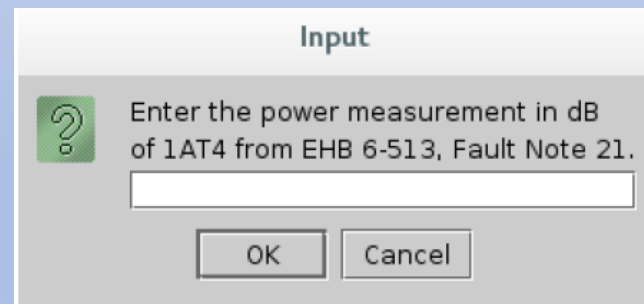 Input
Enter the power measurement in dB
of 1AT4 from EHB 6-513, Fault Note 21.
OK Cancel